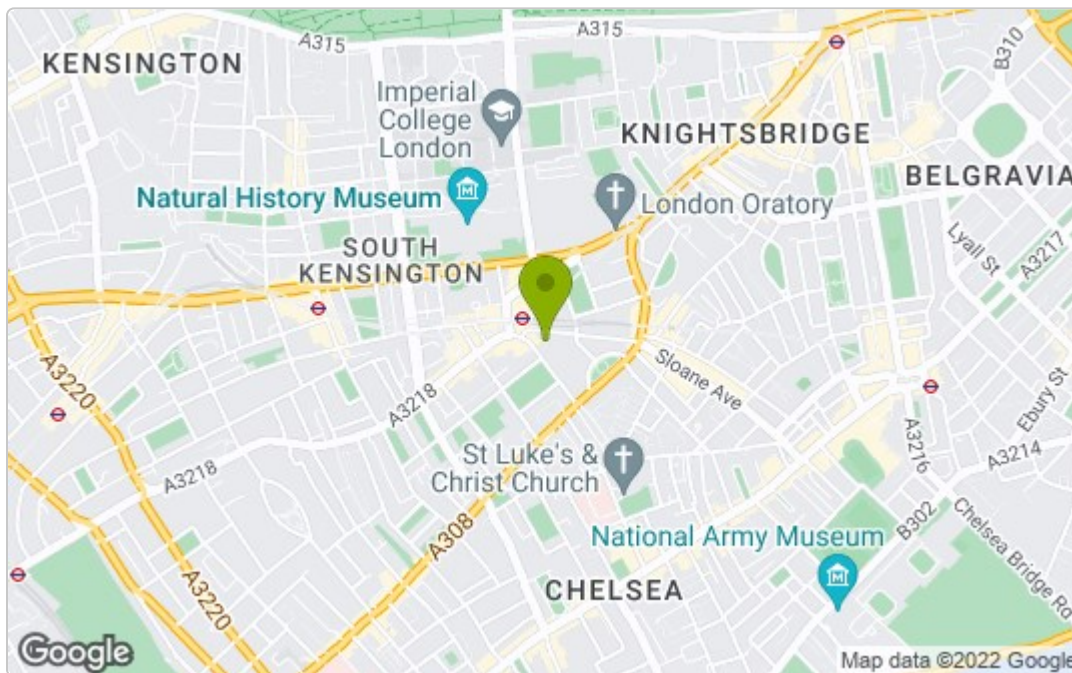 A315
A315
B310
KENSINGTON
Imperial
College
London
KNIGHTSBRIDGE
BELGRAVIA
Natural History Museum
London Oratory
Lyall St
A3217
SOUTH
KENSINGTON
A3220
Sloane Ave
Ebury St
A3218
A3216
A3214
A3218
St Luke's &
Christ Church
B302
Chelsea Bridge Rd
A308
National Army Museum
A3220
CHELSEA
Google
Map data ©2022 Google